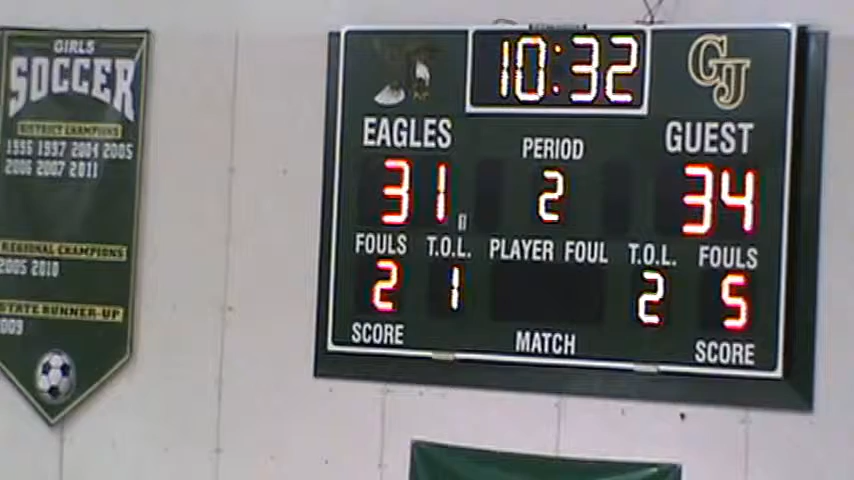 GIRLS
SOCCER
DISTRICT CHAMPIONS
1996 1997 2004 2005
2006 2007 2011
REGIONAL CHAMPIONS
2005 2010
STATE RUNNER-UP
2009
10:32
GJ
EAGLES
PERIOD
GUEST
31
2
34
FOULS T.O.L. PLAYER FOUL T.O.L. FOULS
2 1 2 5
SCORE MATCH SCORE